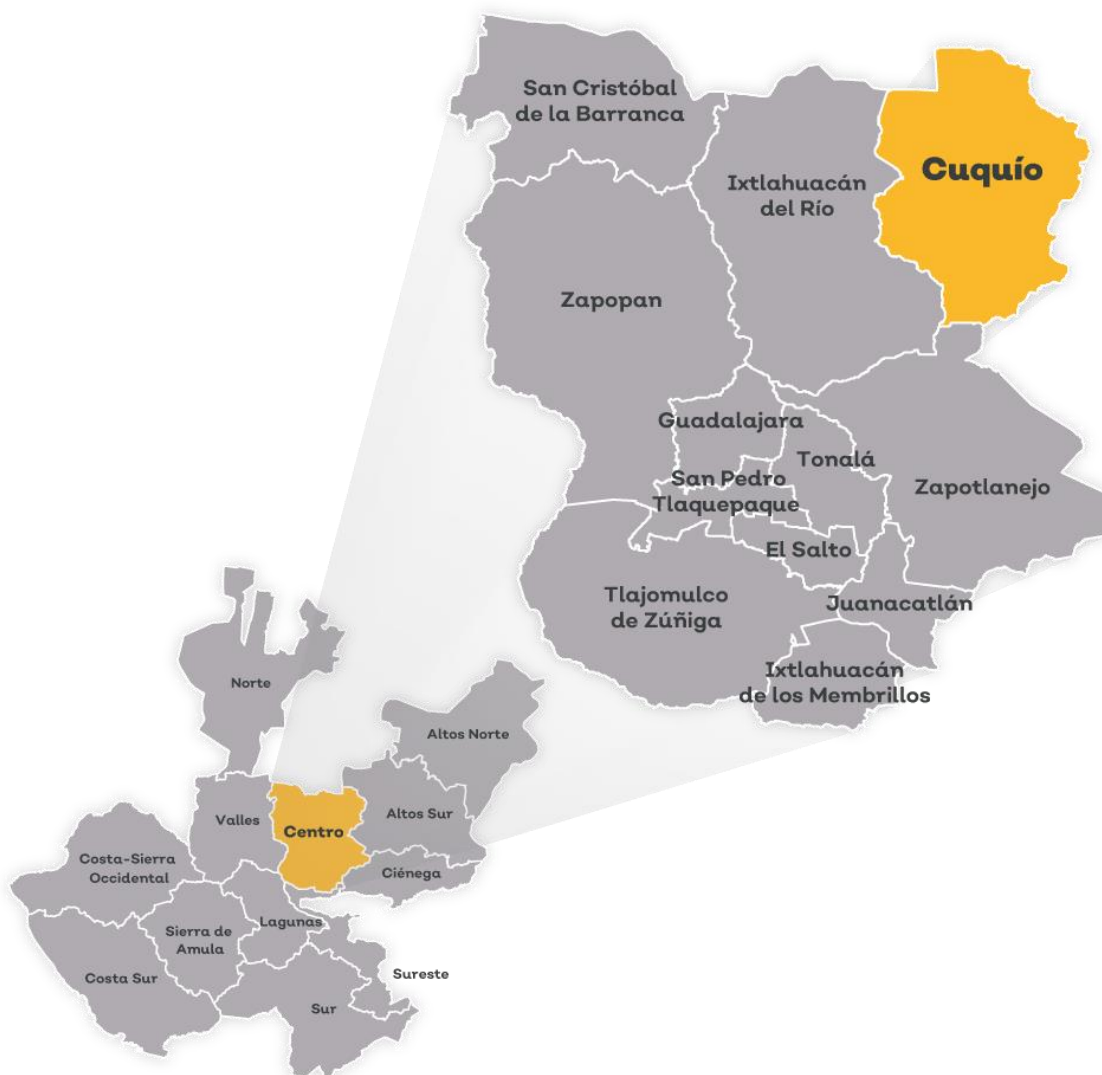 San Cristóbal
de la Barranca
Cuquío
Ixtlahuacán
del Río
Zapopan
Guadalajara
Tonalá
San Pedro
Tlaquepaque
Zapotlanejo
El Salto
Tlajomulco
de Zúñiga
Juanacatlán
Ixtlahuacán
de los Membrillos
Norte
Altos Norte
Valles
Centro
Altos Sur
Costa-Sierra
Occidental
Ciénega
Lagunas
Sierra de
Amula
Costa Sur
Sureste
Sur